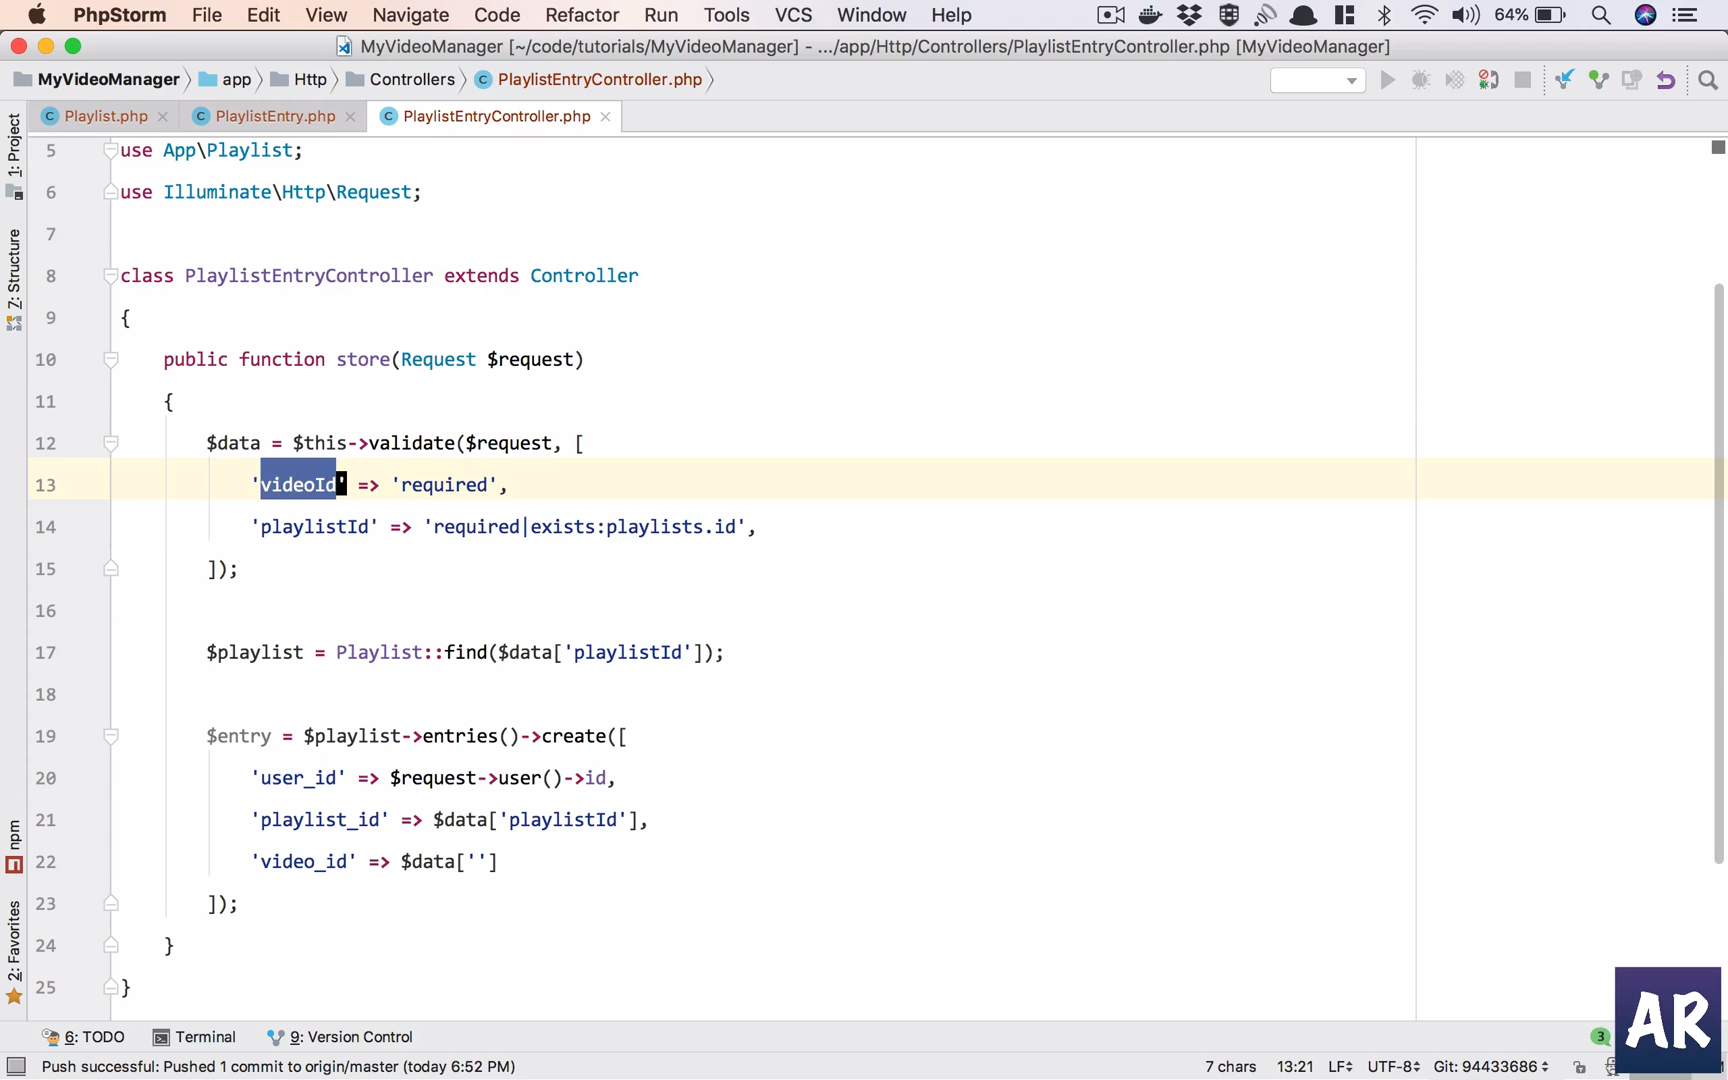 PhpStorm File Edit View Navigate Code Refactor Run Tools VCS Window Help 64%
MyVideoManager [~/code/tutorials/MyVideoManager] - .../app/Http/Controllers/PlaylistEntryController.php [MyVideoManager]
MyVideoManager app Http Controllers PlaylistEntryController.php
Playlist.php PlaylistEntry.php PlaylistEntryController.php
1: Project
7: Structure
npm
2: Favorites
5 use App\Playlist;
6 use Illuminate\Http\Request;
7
8 class PlaylistEntryController extends Controller
9 {
10 public function store(Request $request)
11 {
12 $data = $this->validate($request, [
13 'videoId' => 'required',
14 'playlistId' => 'required|exists:playlists.id',
15 ]);
16
17 $playlist = Playlist::find($data['playlistId']);
18
19 $entry = $playlist->entries()->create([
20 'user_id' => $request->user()->id,
21 'playlist_id' => $data['playlistId'],
22 'video_id' => $data['']
23 ]);
24 }
25 }
6: TODO Terminal 9: Version Control 3
Push successful: Pushed 1 commit to origin/master (today 6:52 PM) 7 chars 13:21 LF UTF-8 Git: 94433686
AR